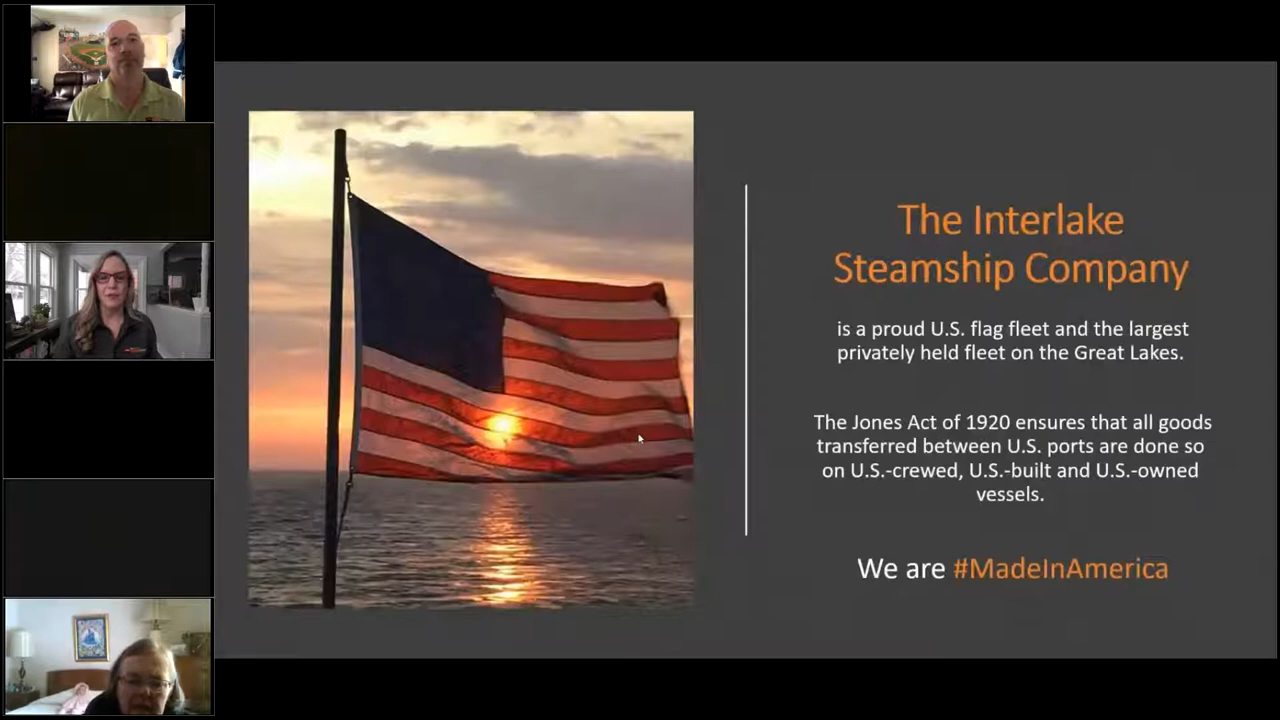 The Interlake
Steamship Company
is a proud U.S. flag fleet and the largest
privately held fleet on the Great Lakes.
The Jones Act of 1920 ensures that all goods
transferred between U.S. ports are done so
on U.S.-crewed, U.S.-built and U.S.-owned
vessels.
We are #MadeInAmerica